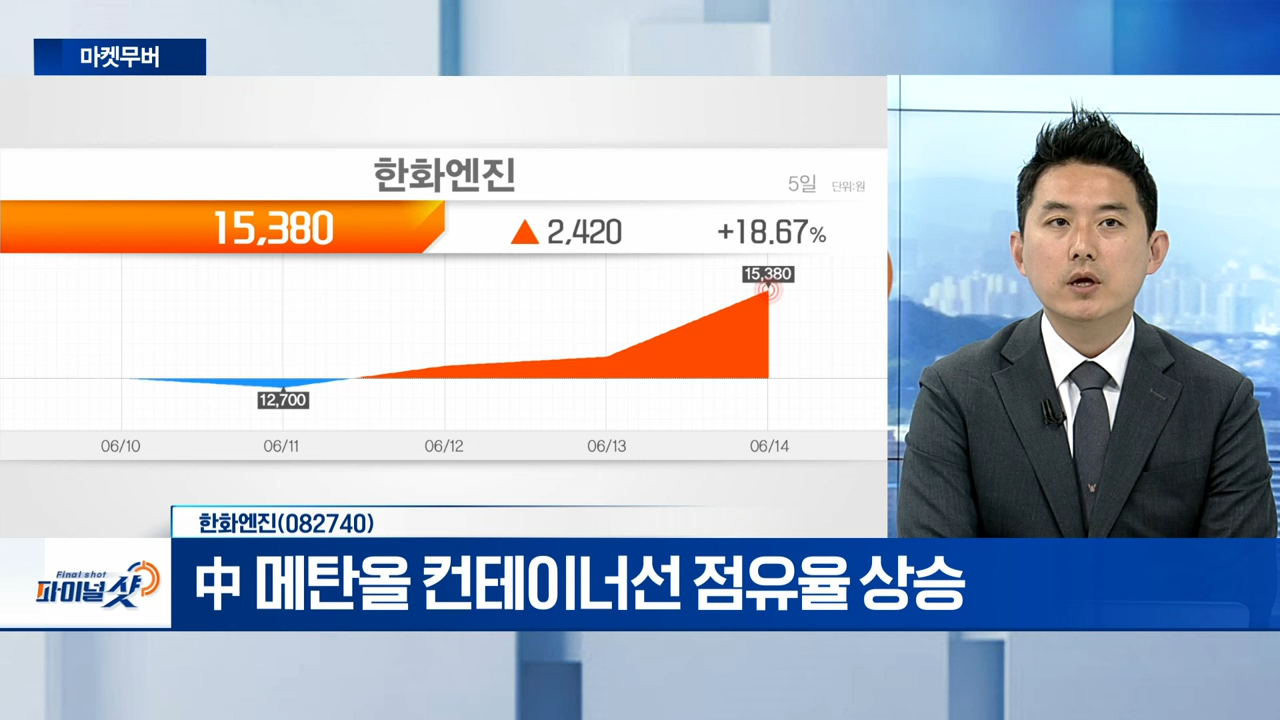 마켓무버
한화엔진
5일 단위:원
15,380 ▲ 2,420 +18.67%
15,380
12,700
06/10 06/11 06/12 06/13 06/14
한화엔진(082740)
Final shot
파이널샷
中 메탄올 컨테이너선 점유율 상승